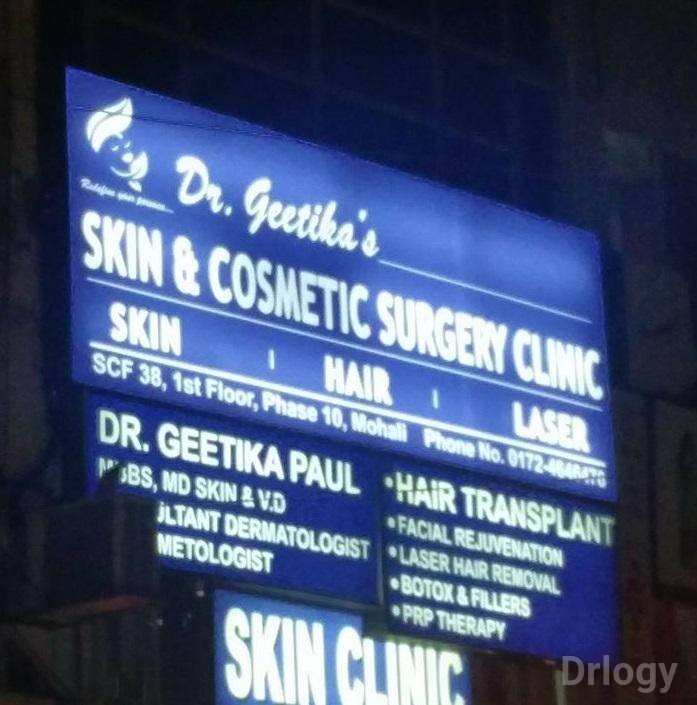 Dr. Geetika's
SKIN & COSMETIC SURGERY CLINIC
SKIN | HAIR | LASER
SCF 38, 1st Floor, Phase 10, Mohali Phone No.
DR. GEETIKA PAUL
MBBS, MD SKIN & V.D
ULTANT DERMATOLOGIST
METOLOGIST
•HAIR TRANSPLANT
•FACIAL REJUVENATION
•LASER HAIR REMOVAL
•BOTOX & FILLERS
•PRP THERAPY
SKIN CLINIC
Drlogy